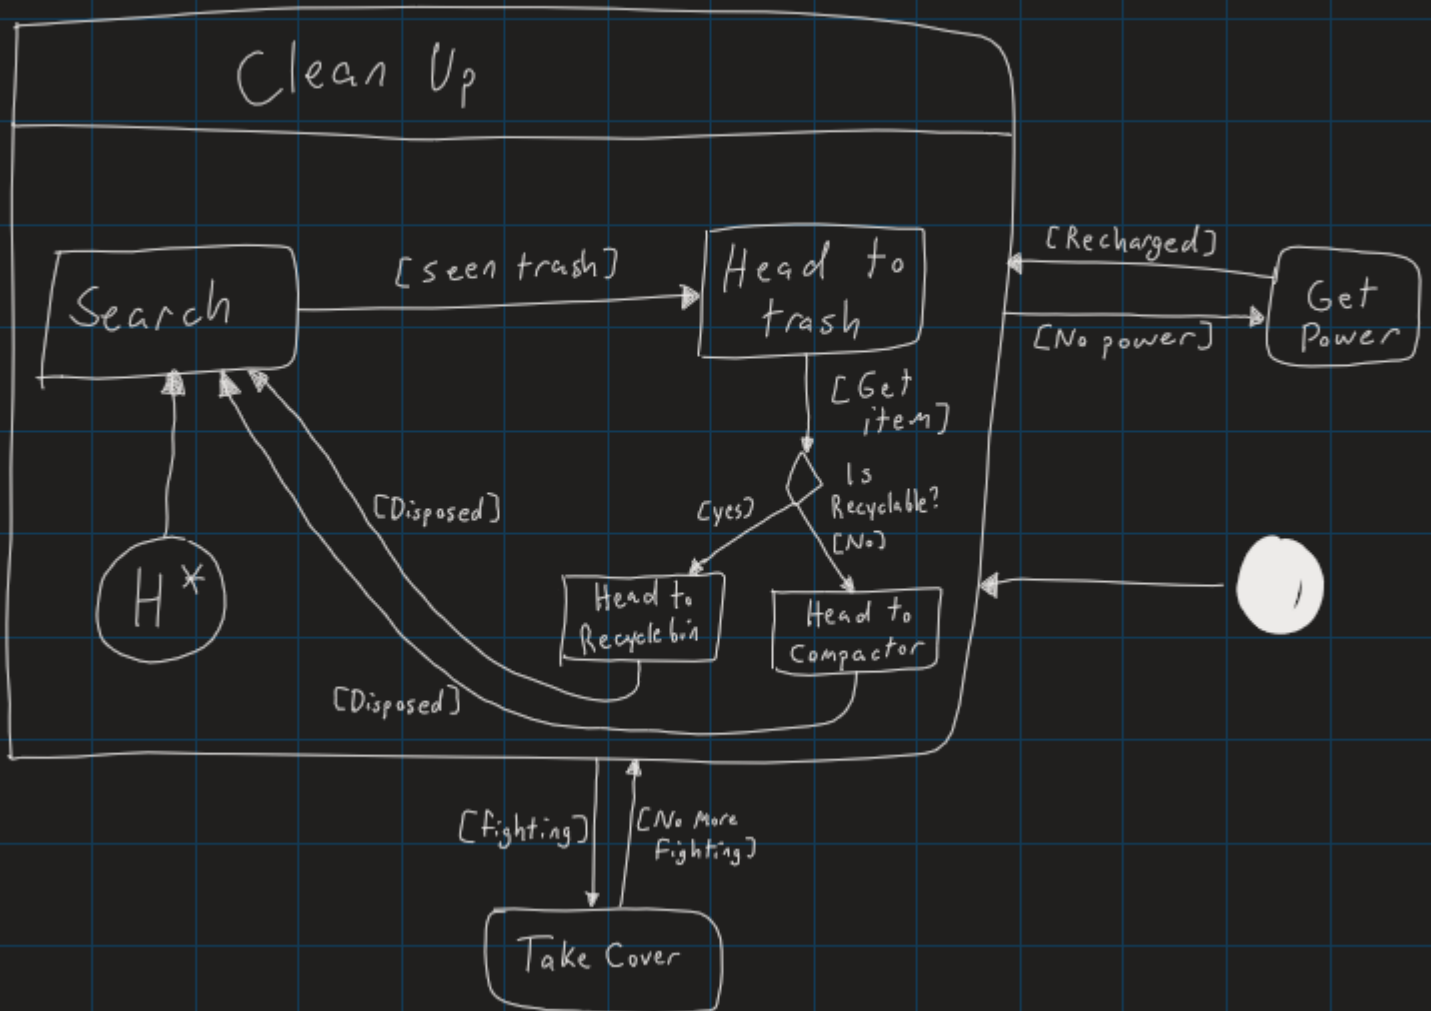 Clean Up
[Recharged]
[seen trash]
Head to
trash
Search
Get
Power
[No power]
[Get
item]
Is
Recyclable?
[Disposed]
[yes]
[No]
H*
Head to
Recycle bin
Head to
Compactor
[Disposed]
[fighting]
[No More
Fighting]
Take Cover